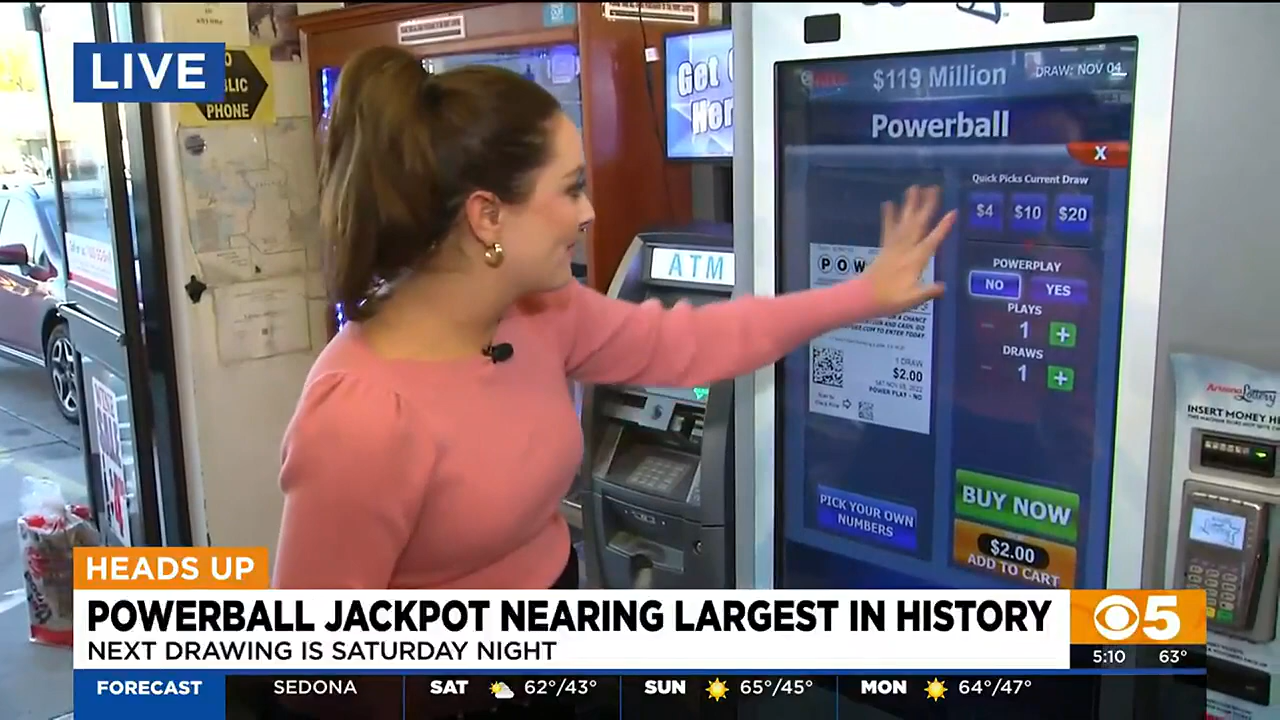 LIVE
PHONE
ATM
$119 Million
DRAW: NOV 04
Powerball
X
Quick Picks Current Draw
$4 $10 $20
POWERPLAY
NO YES
PLAYS
- 1 +
DRAWS
- 1 +
1 DRAW
$2.00
POWER PLAY - NO
PICK YOUR OWN
NUMBERS
BUY NOW
$2.00
ADD TO CART
Arizona Lottery
INSERT MONEY
HEADS UP
POWERBALL JACKPOT NEARING LARGEST IN HISTORY
NEXT DRAWING IS SATURDAY NIGHT
5
5:10 63°
FORECAST SEDONA SAT 62°/43° SUN 65°/45° MON 64°/47°